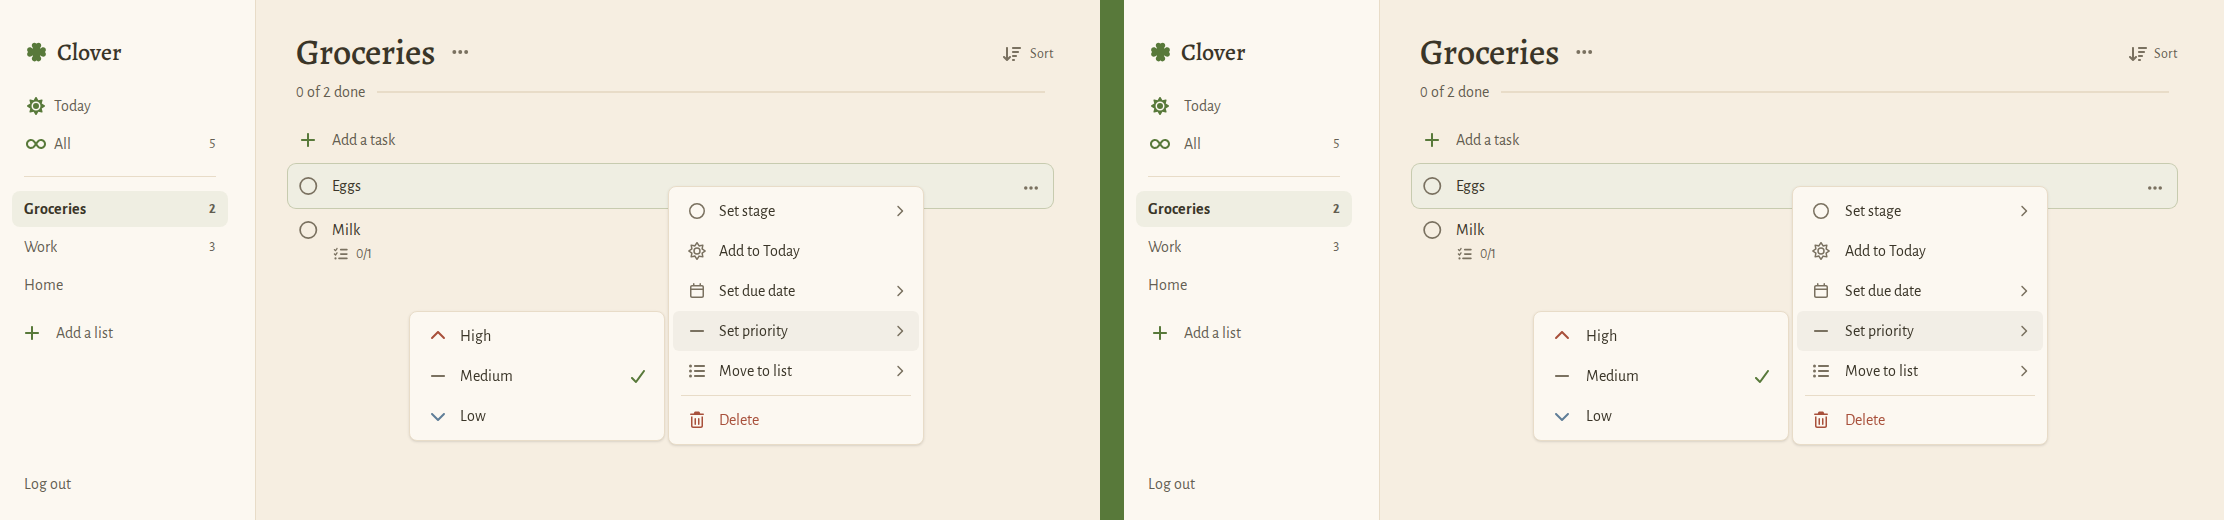 Clover
Today
All 5
Groceries 2
Work 3
Home
Add a list
Log out
Groceries
Sort
0 of 2 done
Add a task
Eggs
Milk
0/1
Set stage
Add to Today
Set due date
Set priority
Move to list
Delete
High
Medium
Low
Clover
Today
All 5
Groceries 2
Work 3
Home
Add a list
Log out
Groceries
Sort
0 of 2 done
Add a task
Eggs
Milk
0/1
Set stage
Add to Today
Set due date
Set priority
Move to list
Delete
High
Medium
Low